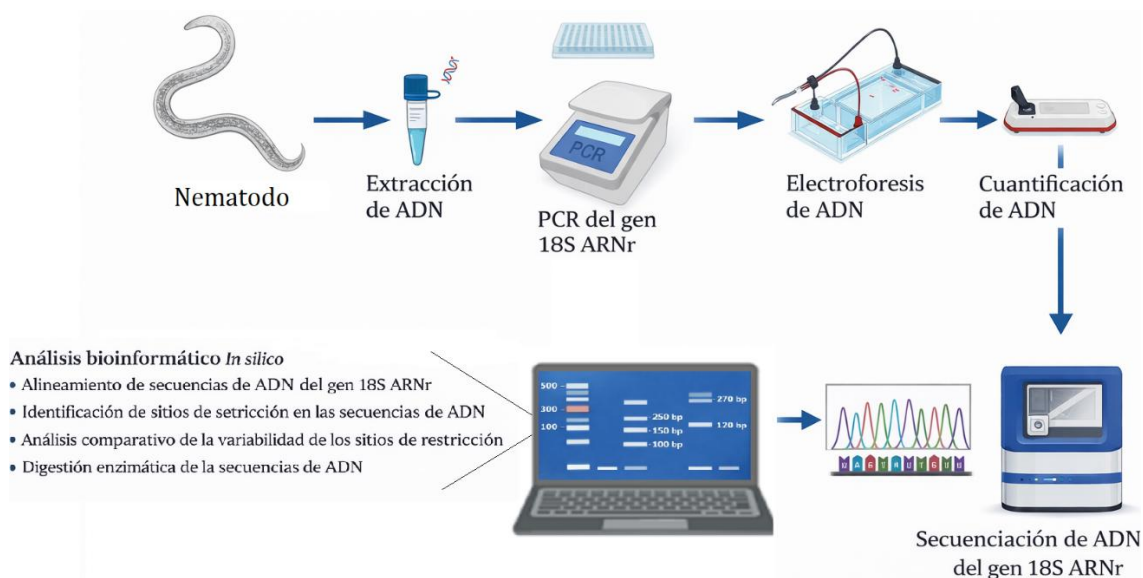 PCR
Nematodo
Extracción
de ADN
PCR del gen
18S ARNr
Electroforesis
de ADN
Cuantificación
de ADN
Análisis bioinformático In silico
• Alineamiento de secuencias de ADN del gen 18S ARNr
• Identificación de sitios de setricción en las secuencias de ADN
• Análisis comparativo de la variabilidad de los sitios de restricción
• Digestión enzimática de la secuencias de ADN
500
300
100
250 bp
150 bp
100 bp
270 bp
120 bp
Secuenciación de ADN
del gen 18S ARNr